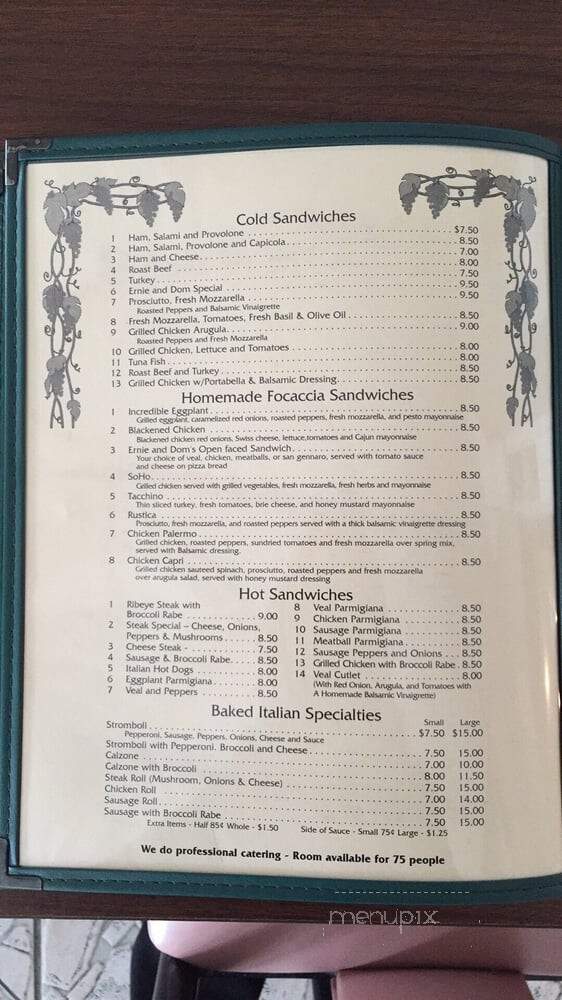 Cold Sandwiches
1 Ham, Salami and Provolone $7.50
2 Ham, Salami, Provolone and Capicola 8.50
3 Ham and Cheese 7.00
4 Roast Beef 8.00
5 Turkey 7.50
6 Ernie and Dom Special 9.50
7 Prosciutto, Fresh Mozzarella 9.50
Roasted Peppers and Balsamic Vinaigrette
8 Fresh Mozzarella, Tomatoes, Fresh Basil & Olive Oil 8.50
9 Grilled Chicken Arugula 9.00
Roasted Peppers and Fresh Mozzarella
10 Grilled Chicken, Lettuce and Tomatoes 8.00
11 Tuna Fish 8.00
12 Roast Beef and Turkey 8.50
13 Grilled Chicken w/Portabella & Balsamic Dressing 8.50
Homemade Focaccia Sandwiches
1 Incredible Eggplant 8.50
Grilled eggplant, caramelized red onions, roasted peppers, fresh mozzarella, and pesto mayonnaise
2 Blackened Chicken 8.50
Blackened chicken red onions, Swiss cheese, lettuce,tomatoes and Cajun mayonnaise
3 Ernie and Dom's Open faced Sandwich 8.50
Your choice of veal, chicken, meatballs, or san gennaro, served with tomato sauce
and cheese on pizza bread
4 SoHo 8.50
Grilled chicken served with grilled vegetables, fresh mozzarella, fresh herbs and mayonnaise
5 Tacchino 8.50
Thin sliced turkey, fresh tomatoes, brie cheese, and honey mustard mayonnaise
6 Rustica 8.50
Prosciutto, fresh mozzarella, and roasted peppers served with a thick balsamic vinaigrette dressing
7 Chicken Palermo 8.50
Grilled chicken, roasted peppers, sundried tomatoes and fresh mozzarella over spring mix,
served with Balsamic dressing.
8 Chicken Capri 8.50
Grilled chicken sauteed spinach, prosciutto, roasted peppers and fresh mozzarella
over arugula salad, served with honey mustard dressing
Hot Sandwiches
1 Ribeye Steak with
Broccoli Rabe 9.00
2 Steak Special - Cheese, Onions,
Peppers & Mushrooms 8.50
3 Cheese Steak - 7.50
4 Sausage & Broccoli Rabe 8.50
5 Italian Hot Dogs 8.00
6 Eggplant Parmigiana 8.00
7 Veal and Peppers 8.50
8 Veal Parmigiana 8.50
9 Chicken Parmigiana 8.50
10 Sausage Parmigiana 8.50
11 Meatball Parmigiana 8.50
12 Sausage Peppers and Onions 8.50
13 Grilled Chicken with Broccoli Rabe 8.50
14 Veal Cutlet 8.00
(With Red Onion, Arugula, and Tomatoes with
A Homemade Balsamic Vinaigrette)
Baked Italian Specialties
Small Large
Stromboli $7.50 $15.00
Pepperoni, Sausage, Peppers, Onions, Cheese and Sauce
Stromboli with Pepperoni, Broccoli and Cheese 7.50 15.00
Calzone 7.00 10.00
Calzone with Broccoli 8.00 11.50
Steak Roll (Mushroom, Onions & Cheese) 7.50 15.00
Chicken Roll 7.00 14.00
Sausage Roll 7.50 15.00
Sausage with Broccoli Rabe 7.50 15.00
Extra Items - Half 85¢ Whole - $1.50 Side of Sauce - Small 75¢ Large - $1.25
We do professional catering - Room available for 75 people
menupix